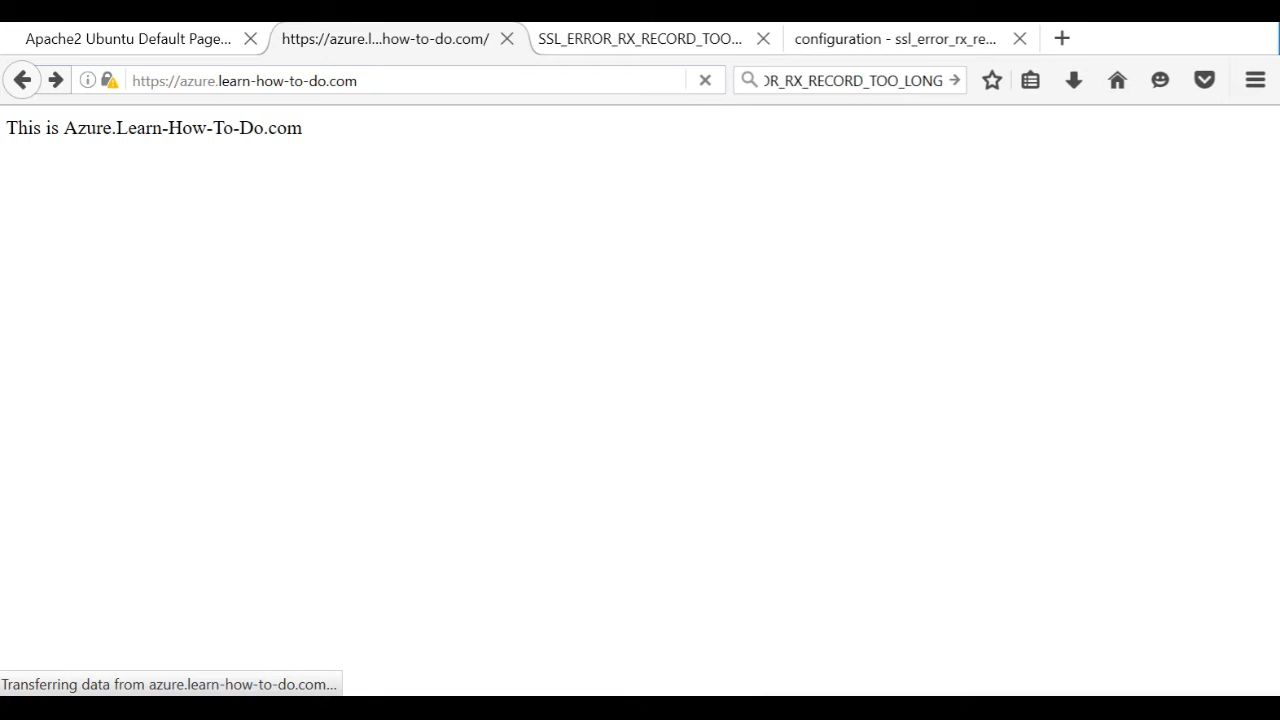 Apache2 Ubuntu Default Page...
https://azure.l...how-to-do.com/
SSL_ERROR_RX_RECORD_TOO...
configuration - ssl_error_rx_re...
https://azure.learn-how-to-do.com
OR_RX_RECORD_TOO_LONG
This is Azure.Learn-How-To-Do.com
Transferring data from azure.learn-how-to-do.com...